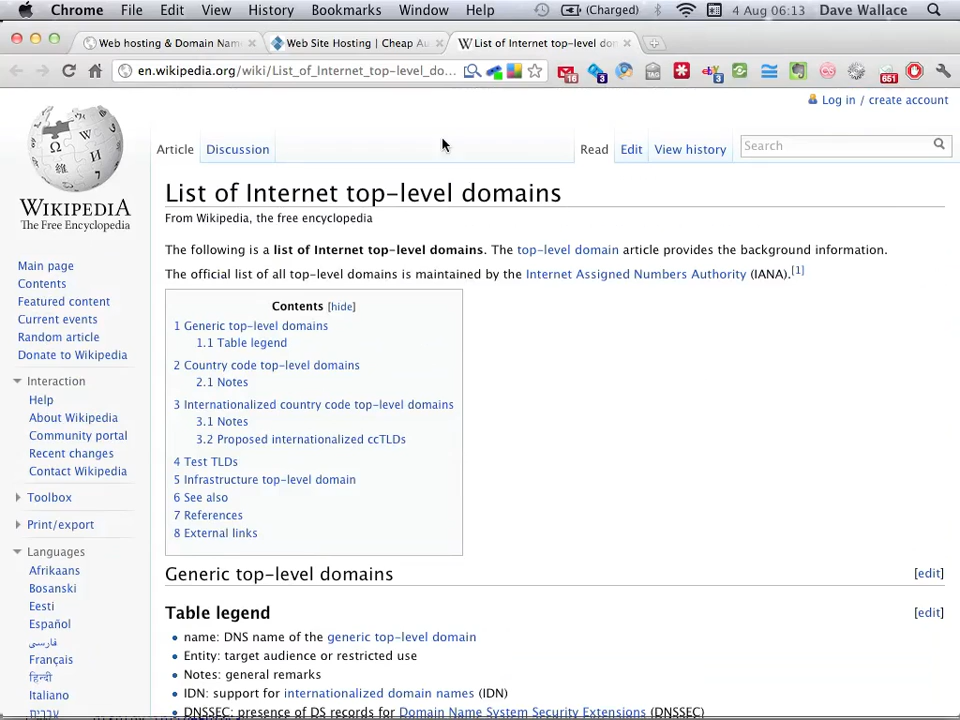 Chrome File Edit View History Bookmarks Window Help (Charged) 4 Aug 06:13 Dave Wallace
Web hosting & Domain Nam
Web Site Hosting | Cheap Au
W List of Internet top-level dom
en.wikipedia.org/wiki/List_of_Internet_top-level_do...
16
3
3
651
Log in / create account
Article Discussion Read Edit View history Search
WIKIPEDIA
The Free Encyclopedia
Main page
Contents
Featured content
Current events
Random article
Donate to Wikipedia
Interaction
Help
About Wikipedia
Community portal
Recent changes
Contact Wikipedia
Toolbox
Print/export
Languages
Afrikaans
Bosanski
Eesti
Español
فارسی
Français
हिन्दी
Italiano
עברית
List of Internet top-level domains
From Wikipedia, the free encyclopedia
The following is a list of Internet top-level domains. The top-level domain article provides the background information.
The official list of all top-level domains is maintained by the Internet Assigned Numbers Authority (IANA).[1]
Contents [hide]
1 Generic top-level domains
1.1 Table legend
2 Country code top-level domains
2.1 Notes
3 Internationalized country code top-level domains
3.1 Notes
3.2 Proposed internationalized ccTLDs
4 Test TLDs
5 Infrastructure top-level domain
6 See also
7 References
8 External links
Generic top-level domains [edit]
Table legend [edit]
• name: DNS name of the generic top-level domain
• Entity: target audience or restricted use
• Notes: general remarks
• IDN: support for internationalized domain names (IDN)
• DNSSEC: presence of DS records for Domain Name System Security Extensions (DNSSEC)